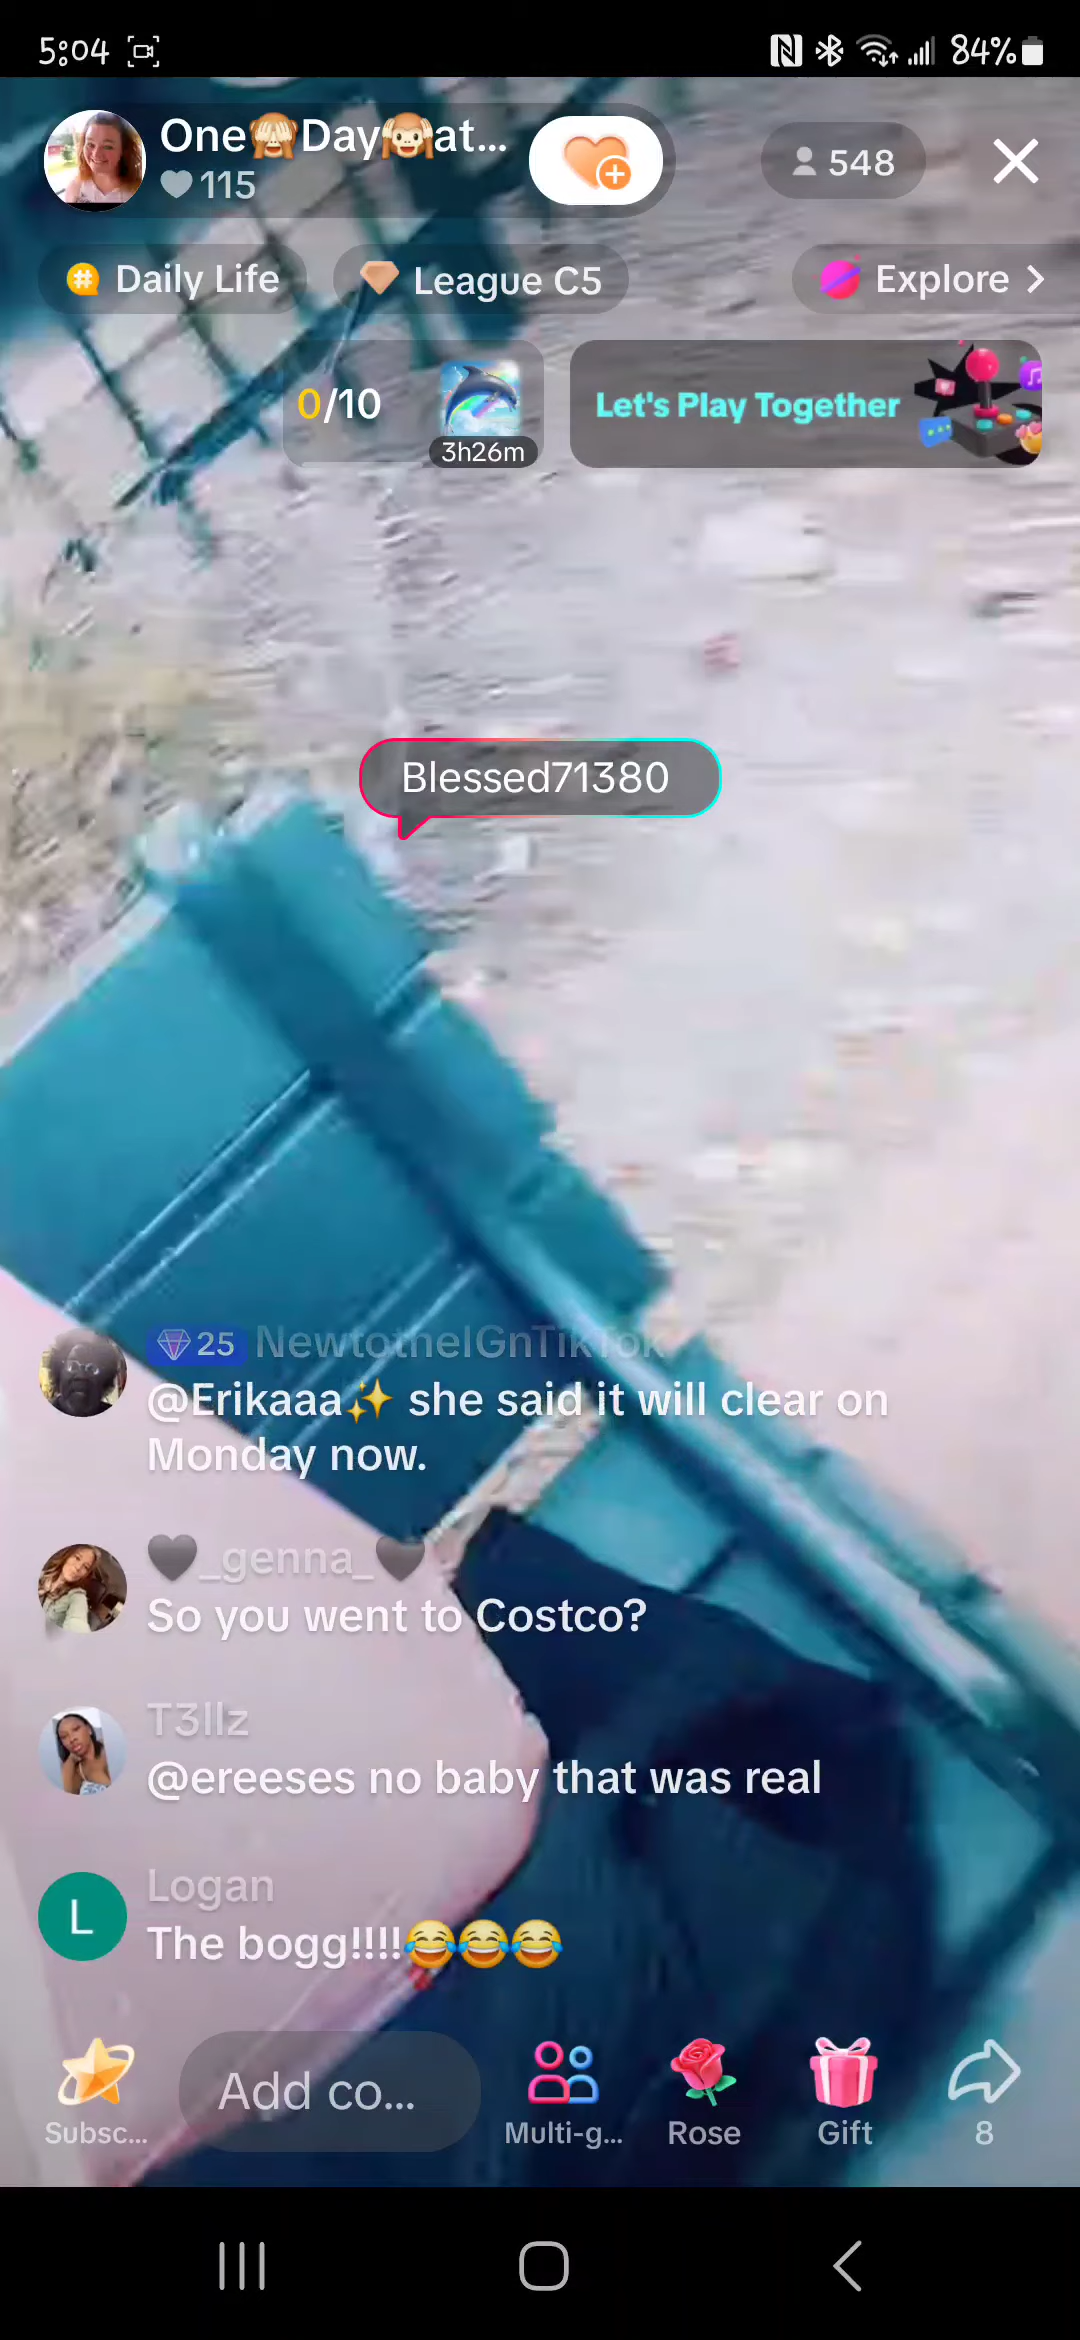 5:04 84%
One🙈Day🙉at...
115
548
Daily Life
League C5
Explore
0/10
3h26m
Let's Play Together
Blessed71380
25 NewtotheIGnTikTok
@Erikaaa✨ she said it will clear on
Monday now.
🖤_genna_🖤
So you went to Costco?
T3llz
@ereeses no baby that was real
L
Logan
The bogg!!!!😂😂😂
Add co...
Subsc...
Multi-g...
Rose
Gift
8